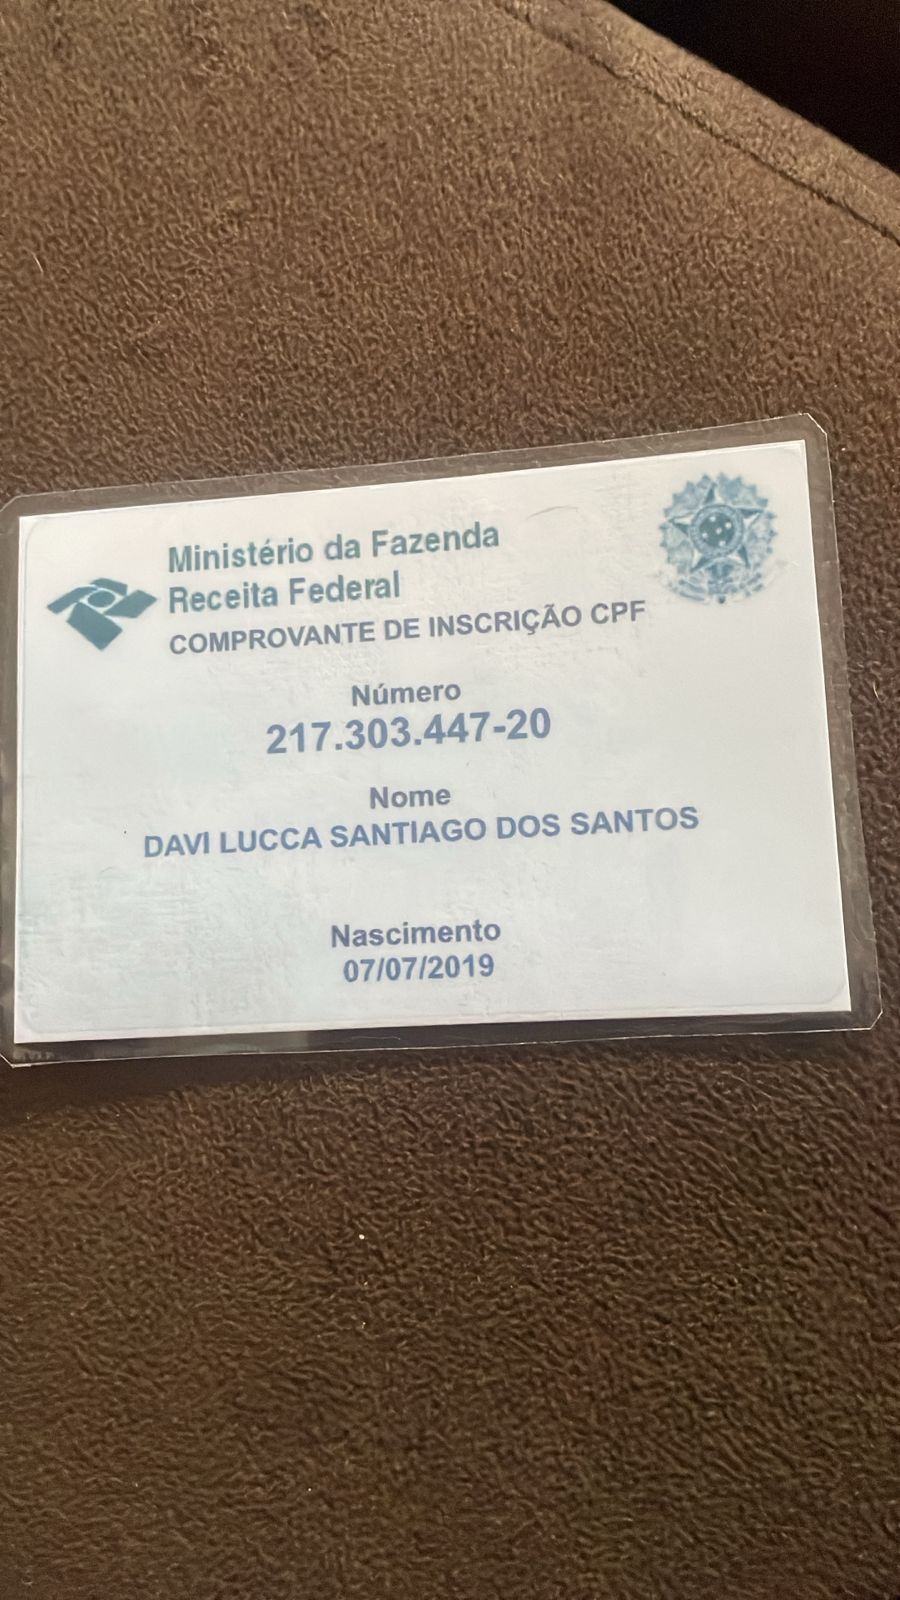 Ministério da Fazenda
Receita Federal
COMPROVANTE DE INSCRIÇÃO CPF
Número
217.303.447-20
Nome
DAVI LUCCA SANTIAGO DOS SANTOS
Nascimento
07/07/2019